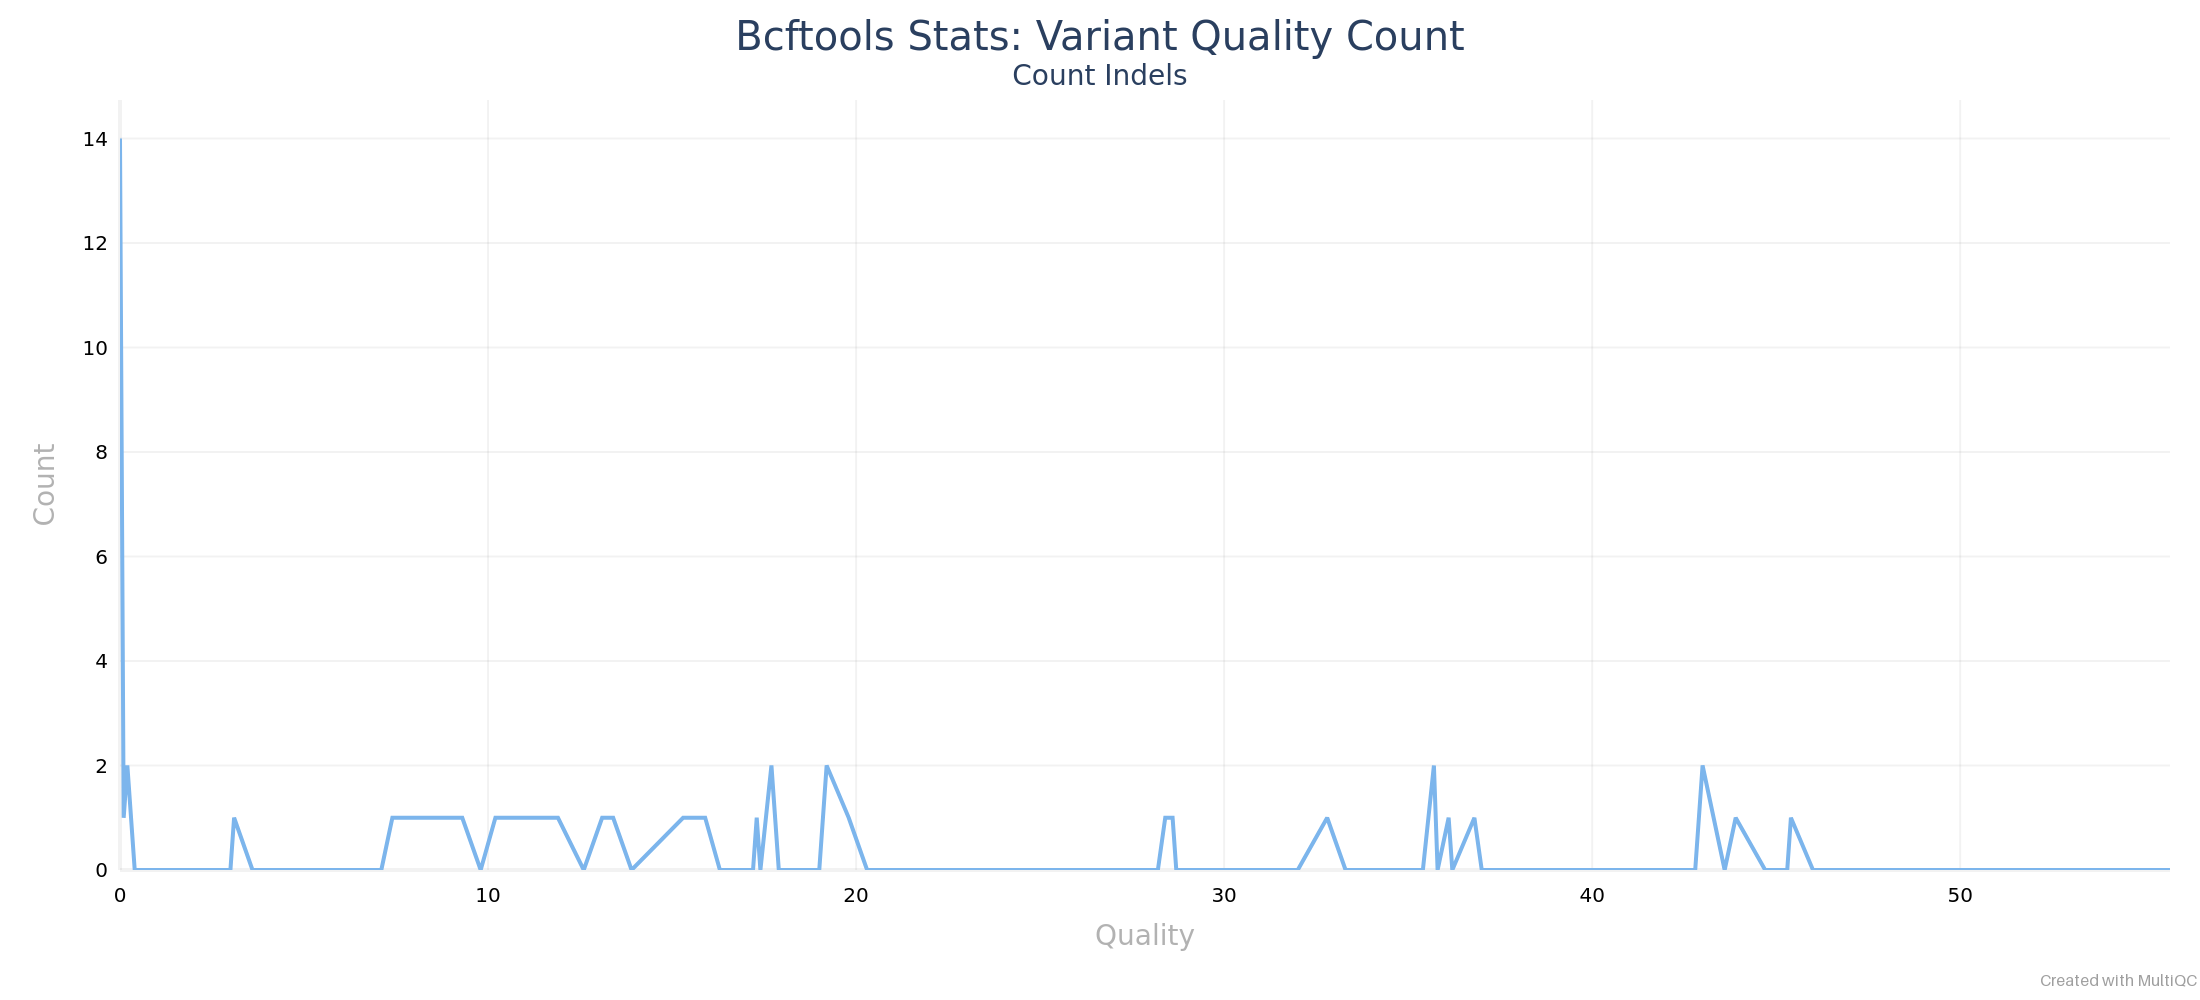 Bcftools Stats: Variant Quality Count
Count Indels
14
12
10
8
6
4
2
0
Count
0 10 20 30 40 50
Quality
Created with MultiQC